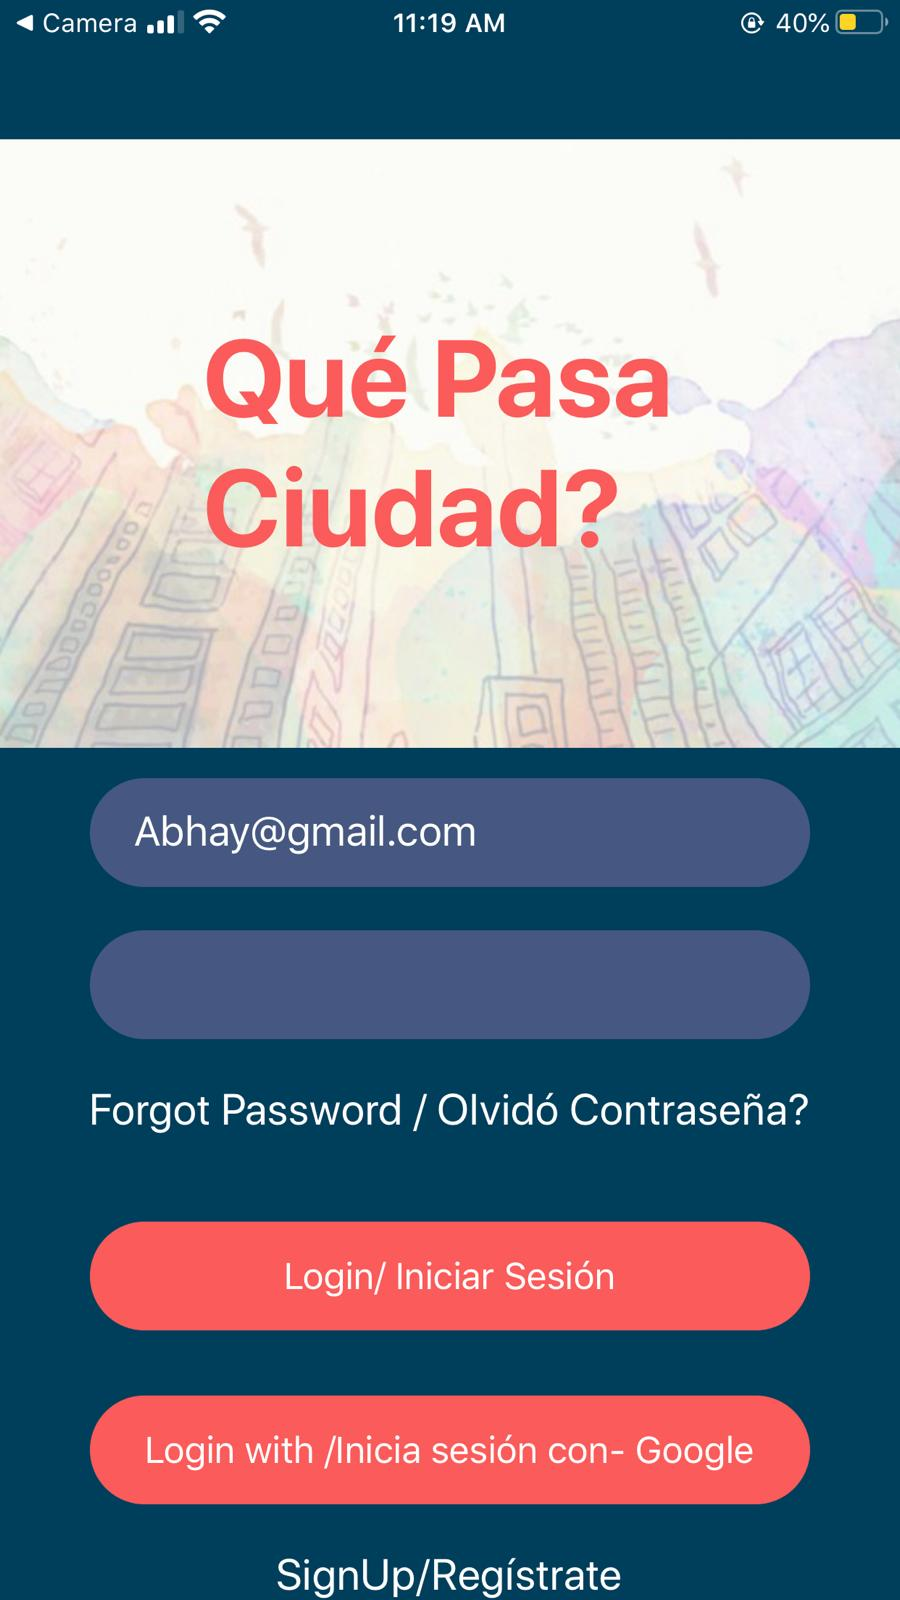 Camera 11:19 AM 40%
Qué Pasa
Ciudad?
Abhay@gmail.com
Forgot Password / Olvidó Contraseña?
Login/ Iniciar Sesión
Login with /Inicia sesión con- Google
SignUp/Regístrate